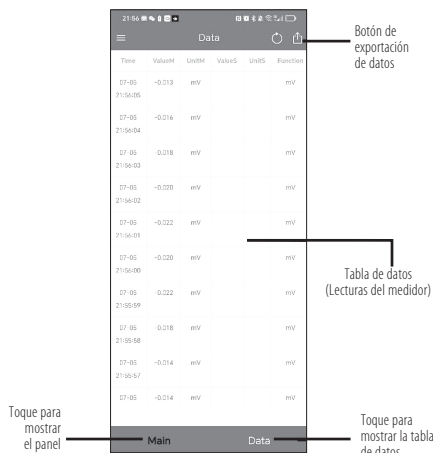 21:56
Data
Time ValueM UnitM ValueS UnitS Function
07-05 -0.013 mV mV
21:56:05
07-05 -0.016 mV mV
21:56:04
07-05 -0.018 mV mV
21:56:03
07-05 -0.020 mV mV
21:56:02
07-05 -0.022 mV mV
21:56:01
07-05 -0.020 mV mV
21:56:00
07-05 -0.022 mV mV
21:55:59
07-05 -0.018 mV mV
21:55:58
07-05 -0.014 mV mV
21:55:57
07-05 -0.014 mV mV
Main Data
Botón de
exportación
de datos
Tabla de datos
(Lecturas del medidor)
Toque para
mostrar
el panel
Toque para
mostrar la tabla
de datos